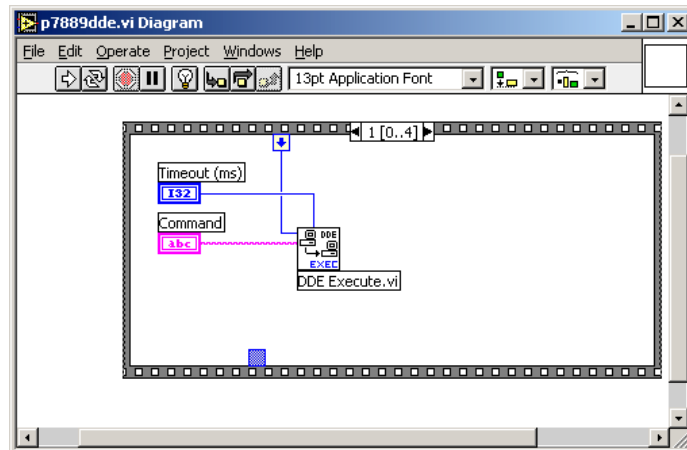 p7889dde.vi Diagram
File Edit Operate Project Windows Help
13pt Application Font
1 [0..4]
Timeout (ms)
I32
Command
abc
DDE
EXEC
DDE Execute.vi